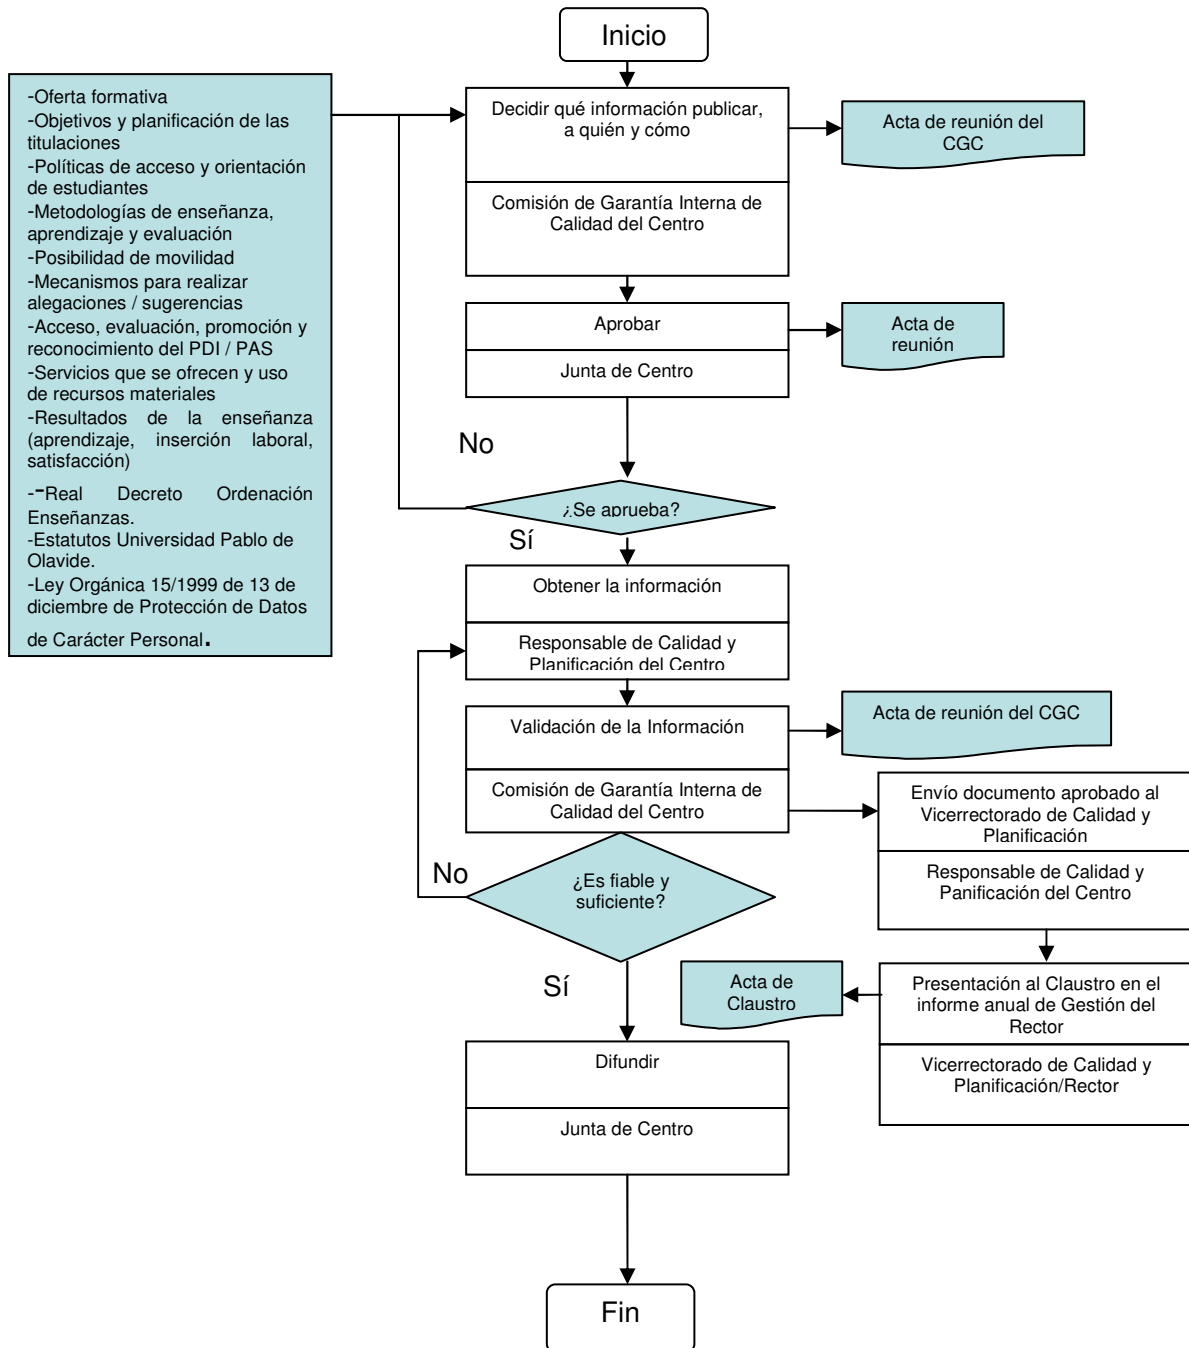 Inicio
-Oferta formativa
-Objetivos y planificación de las
titulaciones
-Políticas de acceso y orientación
de estudiantes
-Metodologías de enseñanza,
aprendizaje y evaluación
-Posibilidad de movilidad
-Mecanismos para realizar
alegaciones / sugerencias
-Acceso, evaluación, promoción y
reconocimiento del PDI / PAS
-Servicios que se ofrecen y uso
de recursos materiales
-Resultados de la enseñanza
(aprendizaje, inserción laboral,
satisfacción)
--Real Decreto Ordenación
Enseñanzas.
-Estatutos Universidad Pablo de
Olavide.
-Ley Orgánica 15/1999 de 13 de
diciembre de Protección de Datos
de Carácter Personal.
Decidir qué información publicar,
a quién y cómo
Comisión de Garantía Interna de
Calidad del Centro
Acta de reunión del
CGC
Aprobar
Junta de Centro
Acta de
reunión
No
¿Se aprueba?
Sí
Obtener la información
Responsable de Calidad y
Planificación del Centro
Validación de la Información
Comisión de Garantía Interna de
Calidad del Centro
Acta de reunión del CGC
Envío documento aprobado al
Vicerrectorado de Calidad y
Planificación
Responsable de Calidad y
Panificación del Centro
No
¿Es fiable y
suficiente?
Sí
Acta de
Claustro
Presentación al Claustro en el
informe anual de Gestión del
Rector
Vicerrectorado de Calidad y
Planificación/Rector
Difundir
Junta de Centro
Fin